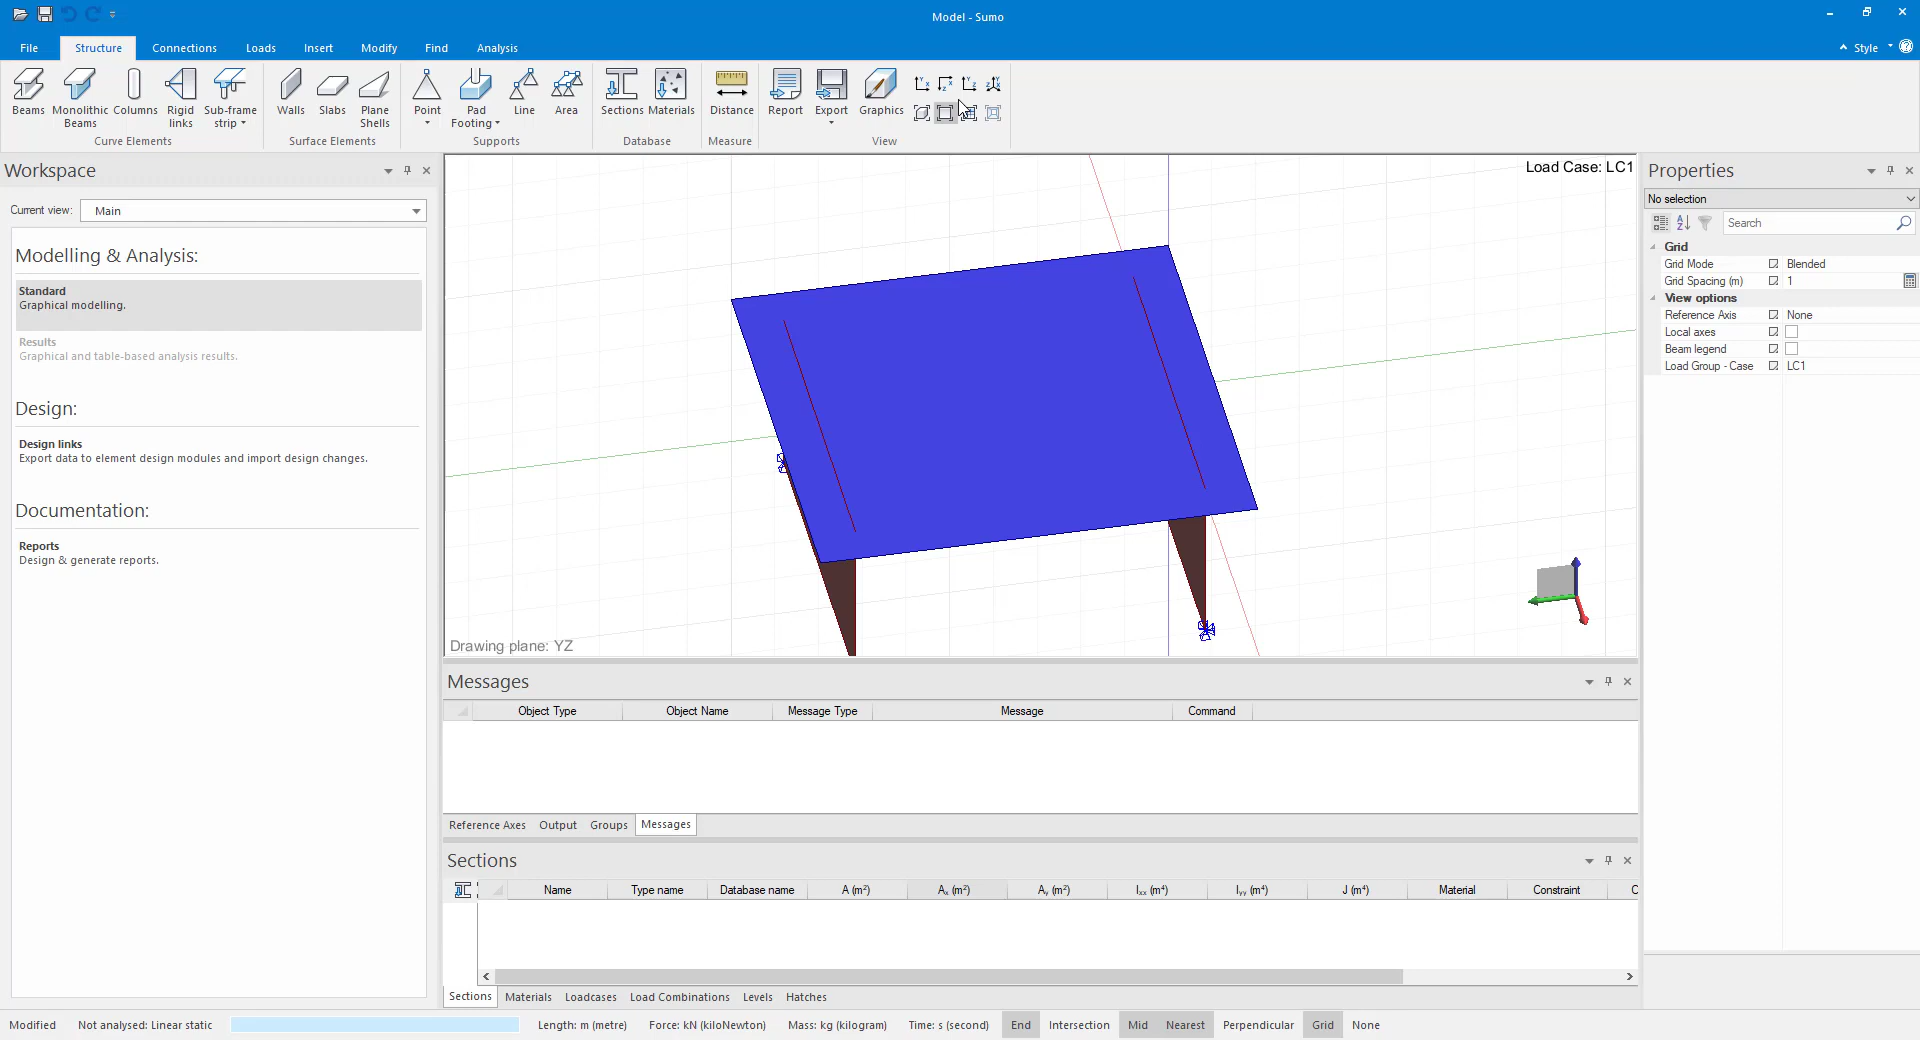 Model - Sumo
File Structure Connections Loads Insert Modify Find Analysis
Style
Beams Monolithic Beams Columns Rigid links Sub-frame strip Walls Slabs Plane Shells Point Pad Footing Line Area Sections Materials Distance Report Export Graphics
Curve Elements Surface Elements Supports Database Measure View
Workspace
Current view: Main
Modelling & Analysis:
Standard
Graphical modelling.
Results
Graphical and table-based analysis results.
Design:
Design links
Export data to element design modules and import design changes.
Documentation:
Reports
Design & generate reports.
Load Case: LC1
Drawing plane: YZ
Messages
Object Type Object Name Message Type Message Command
Reference Axes Output Groups Messages
Sections
Name Type name Database name A (m²) Aₓ (m²) Aᵧ (m²) Iₓₓ (m⁴) Iᵧᵧ (m⁴) J (m⁴) Material Constraint C
Sections Materials Loadcases Load Combinations Levels Hatches
Properties
No selection
Search
Grid
Grid Mode Blended
Grid Spacing (m) 1
View options
Reference Axis None
Local axes
Beam legend
Load Group - Case LC1
Modified Not analysed: Linear static Length: m (metre) Force: kN (kiloNewton) Mass: kg (kilogram) Time: s (second) End Intersection Mid Nearest Perpendicular Grid None